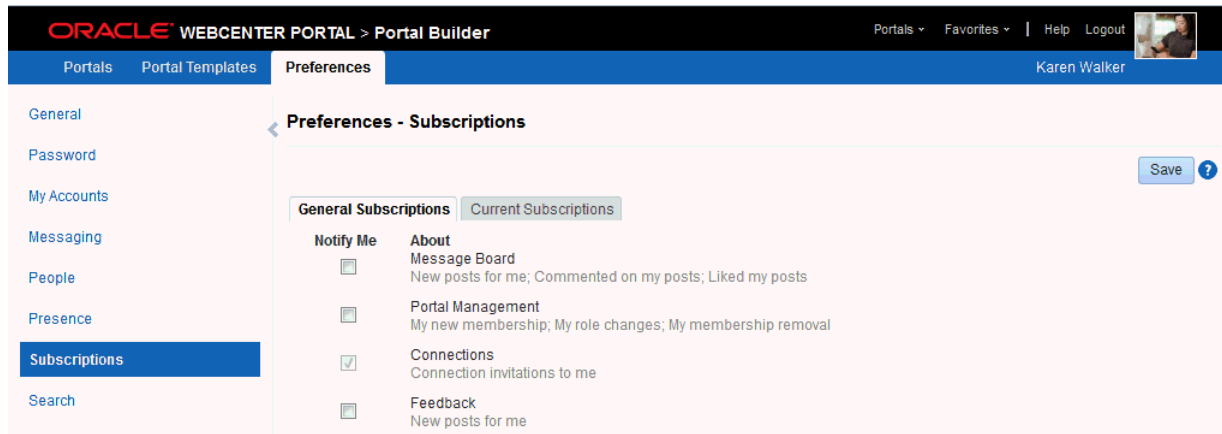 ORACLE WEBCENTER PORTAL > Portal Builder
Portals Favorites | Help Logout
Portals Portal Templates Preferences
Karen Walker
General
Password
My Accounts
Messaging
People
Presence
Subscriptions
Search
Preferences - Subscriptions
Save ?
General Subscriptions Current Subscriptions
Notify Me About
Message Board
New posts for me; Commented on my posts; Liked my posts
Portal Management
My new membership; My role changes; My membership removal
Connections
Connection invitations to me
Feedback
New posts for me